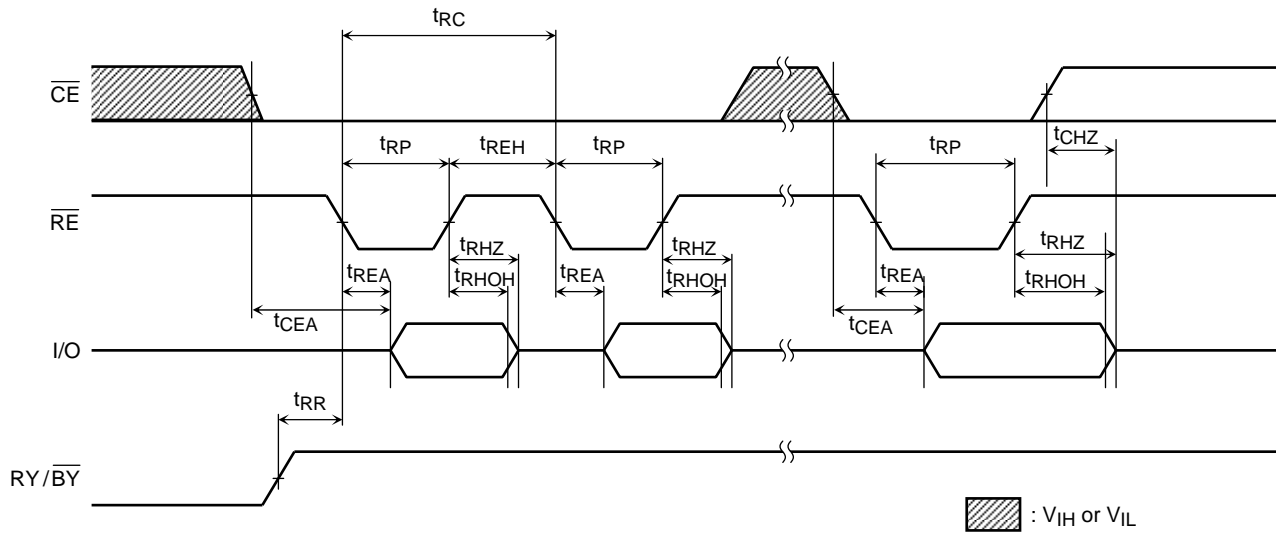 tRC
CE
tCHZ
tRP tREH tRP tRP
RE
tRHZ tRHZ tRHZ
tREA tRHOH tREA tRHOH tREA tRHOH
tCEA tCEA
I/O
tRR
RY/BY
: VIH or VIL